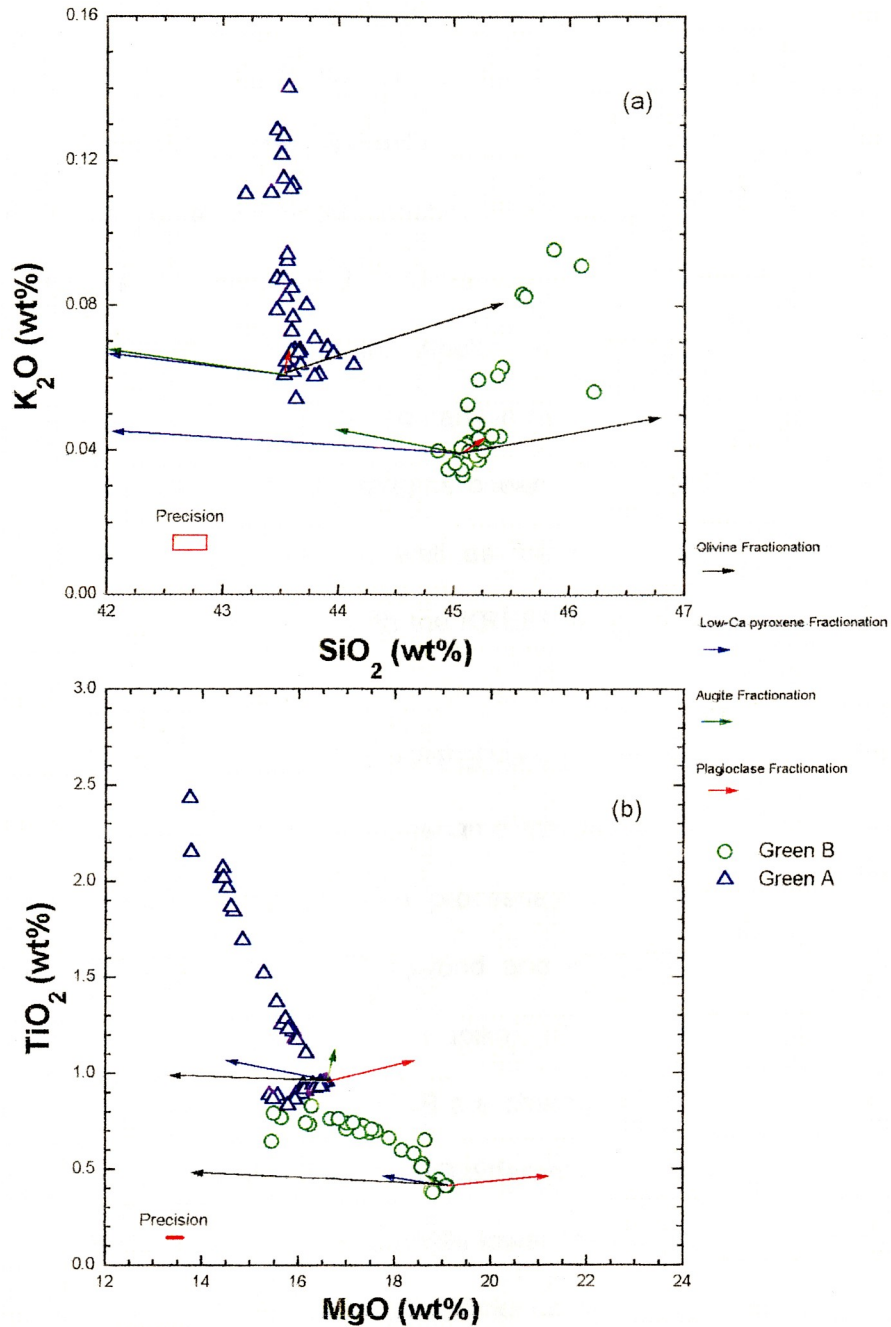 0.16
(a)
0.12
K2O (wt%)
0.08
0.04
Precision
0.00
42 43 44 45 46 47
SiO2 (wt%)
Olivine Fractionation
Low-Ca pyroxene Fractionation
Augite Fractionation
Plagioclase Fractionation
Green B
Green A
3.0
2.5
(b)
2.0
TiO2 (wt%)
1.5
1.0
0.5
Precision
0.0
12 14 16 18 20 22 24
MgO (wt%)